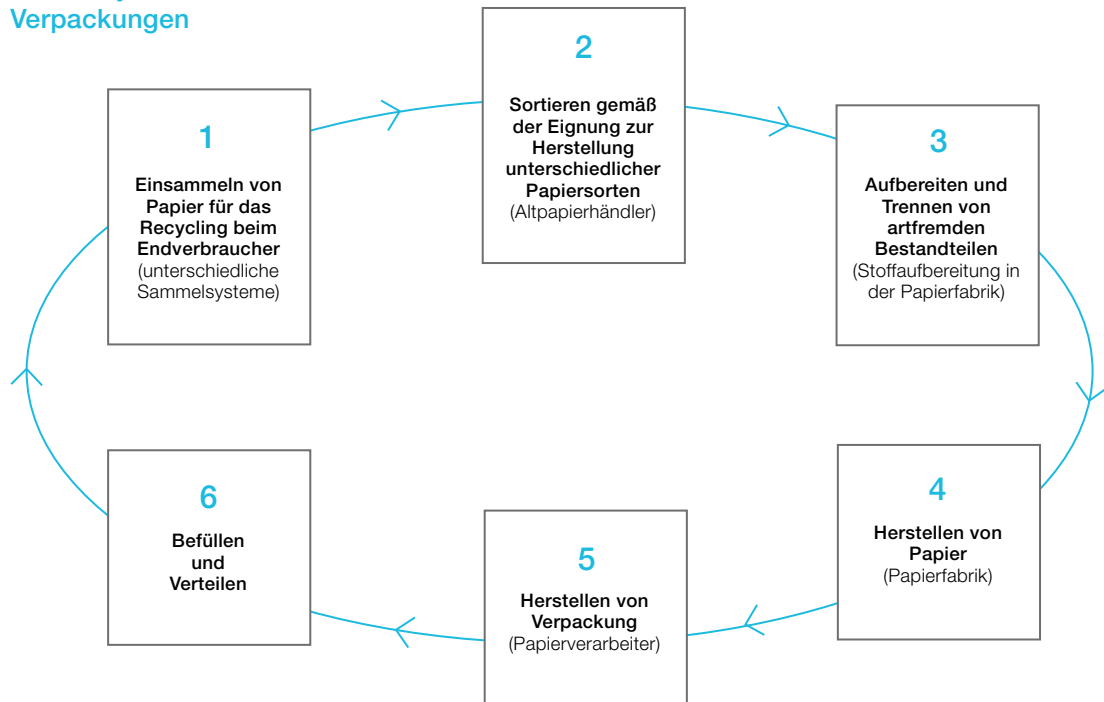 Verpackungen
1
Einsammeln von
Papier für das
Recycling beim
Endverbraucher
(unterschiedliche
Sammelsysteme)
2
Sortieren gemäß
der Eignung zur
Herstellung
unterschiedlicher
Papiersorten
(Altpapierhändler)
3
Aufbereiten und
Trennen von
artfremden
Bestandteilen
(Stoffaufbereitung in
der Papierfabrik)
4
Herstellen von
Papier
(Papierfabrik)
5
Herstellen von
Verpackung
(Papierverarbeiter)
6
Befüllen
und
Verteilen